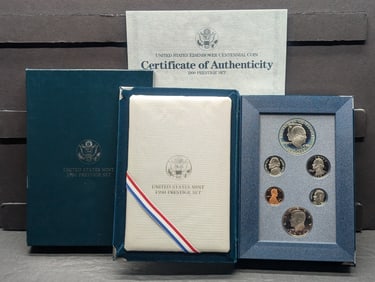 UNITED STATES EISENHOWER CENTENNIAL COIN
Certificate of Authenticity
1990 PRESTIGE SET
UNITED STATES MINT
1990 PRESTIGE SET
UNITED STATES MINT
1990 PRESTIGE SET